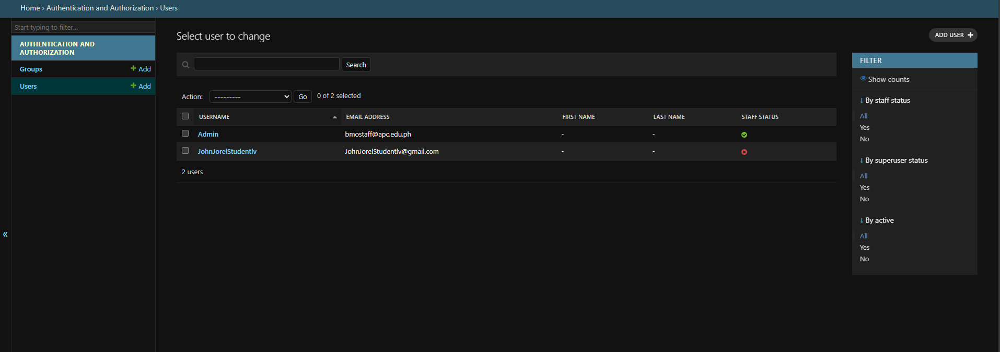 Home › Authentication and Authorization › Users
Start typing to filter...
AUTHENTICATION AND
AUTHORIZATION
Groups
+ Add
Users
+ Add
Select user to change
ADD USER +
Search
Action:
---------
Go
0 of 2 selected
USERNAME
EMAIL ADDRESS
FIRST NAME
LAST NAME
STAFF STATUS
Admin
bmostaff@apc.edu.ph
-
-
JohnJorelStudentlv
JohnJorelStudentlv@gmail.com
-
-
2 users
FILTER
Show counts
↓ By staff status
All
Yes
No
↓ By superuser status
All
Yes
No
↓ By active
All
Yes
No
«